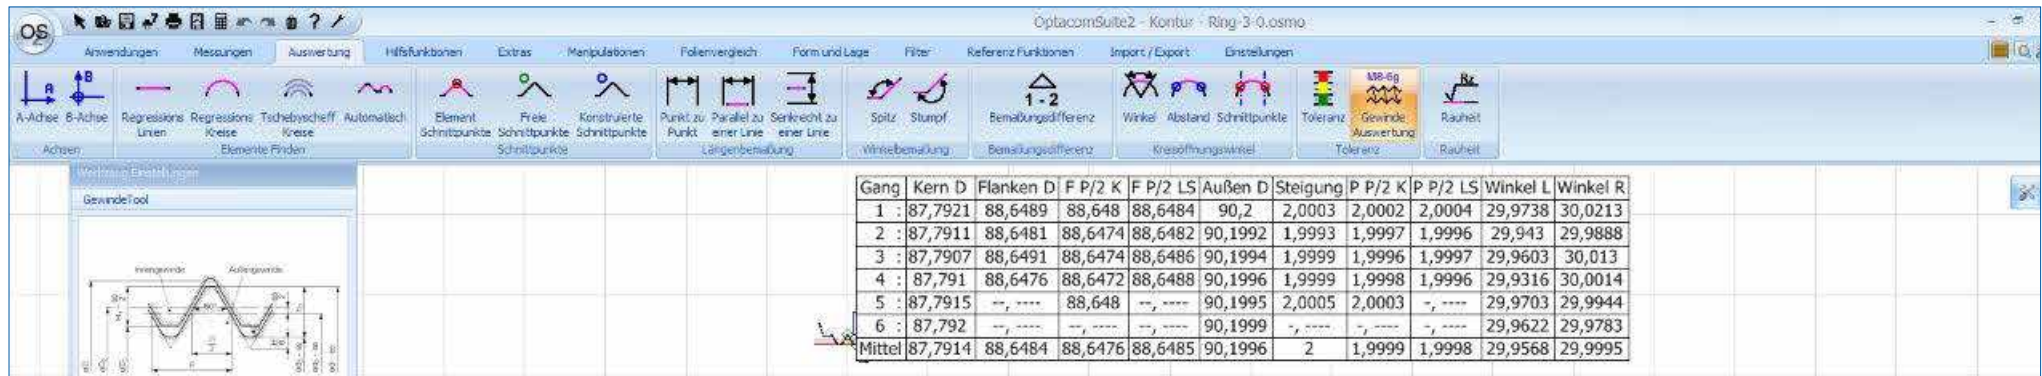 OS
2
OptacomSuite2 - Kontur - Ring-3-0.osmo
Anwendungen Messungen Auswertung Hilfsfunktionen Extras Manipulationen Folienvergleich Form und Lage Filter Referenz Funktionen Import / Export Einstellungen
A-Achse B-Achse Regressions Linien Regressions Kreise Tschebyscheff Kreise Automatisch Element Schnittpunkte Freie Schnittpunkte Konstruierte Schnittpunkte Punkt zu Punkt Parallel zu einer Linie Senkrecht zu einer Linie Spitz Stumpf 1 - 2 Bemaßungsdifferenz Winkel Abstand Schnittpunkte Toleranz M8-6g Gewinde Auswertung Rz Rauheit
Achsen Elemente Finden Schnittpunkte Längenbemaßung Winkelbemaßung Bemaßungsdifferenz Kreisöffnungswinkel Toleranz Rauheit
Werkzeug Einstellungen
GewindeTool
Innengewinde Außengewinde
Gang Kern D Flanken D F P/2 K F P/2 LS Außen D Steigung P P/2 K P P/2 LS Winkel L Winkel R
1 : 87,7921 88,6489 88,648 88,6484 90,2 2,0003 2,0002 2,0004 29,9738 30,0213
2 : 87,7911 88,6481 88,6474 88,6482 90,1992 1,9993 1,9997 1,9996 29,943 29,9888
3 : 87,7907 88,6491 88,6474 88,6486 90,1994 1,9999 1,9996 1,9997 29,9603 30,013
4 : 87,791 88,6476 88,6472 88,6488 90,1996 1,9999 1,9998 1,9996 29,9316 30,0014
5 : 87,7915 --, ---- 88,648 --, ---- 90,1995 2,0005 2,0003 -, ---- 29,9703 29,9944
6 : 87,792 --, ---- --, ---- --, ---- 90,1999 -, ---- -, ---- -, ---- 29,9622 29,9783
Mittel 87,7914 88,6484 88,6476 88,6485 90,1996 2 1,9999 1,9998 29,9568 29,9995